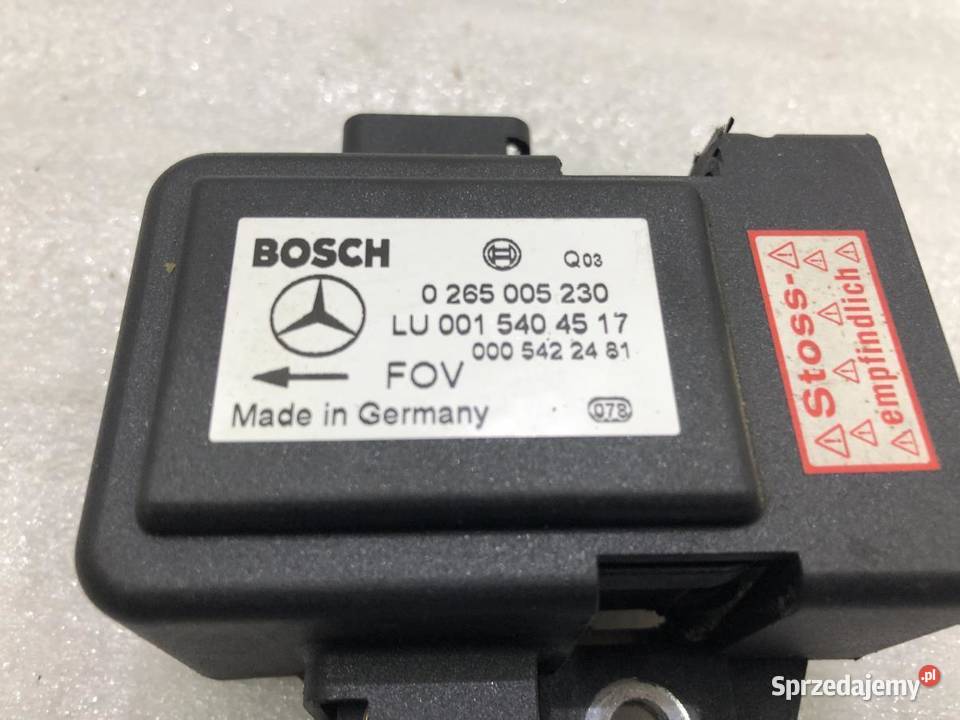 BOSCH
Q03
0 265 005 230
LU 001 540 45 17
000 542 24 81
FOV
Made in Germany
078
Stoss-
empfindlich
Sprzedajemy.pl